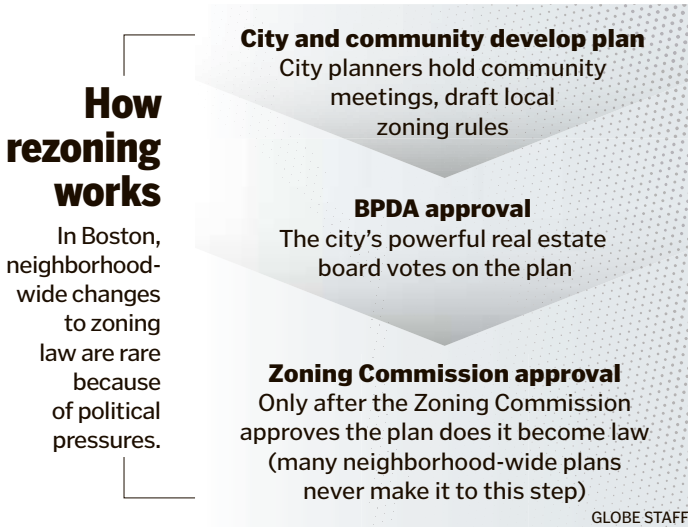 How
rezoning
works
In Boston,
neighborhood-
wide changes
to zoning
law are rare
because
of political
pressures.
City and community develop plan
City planners hold community
meetings, draft local
zoning rules
BPDA approval
The city’s powerful real estate
board votes on the plan
Zoning Commission approval
Only after the Zoning Commission
approves the plan does it become law
(many neighborhood-wide plans
never make it to this step)
GLOBE STAFF